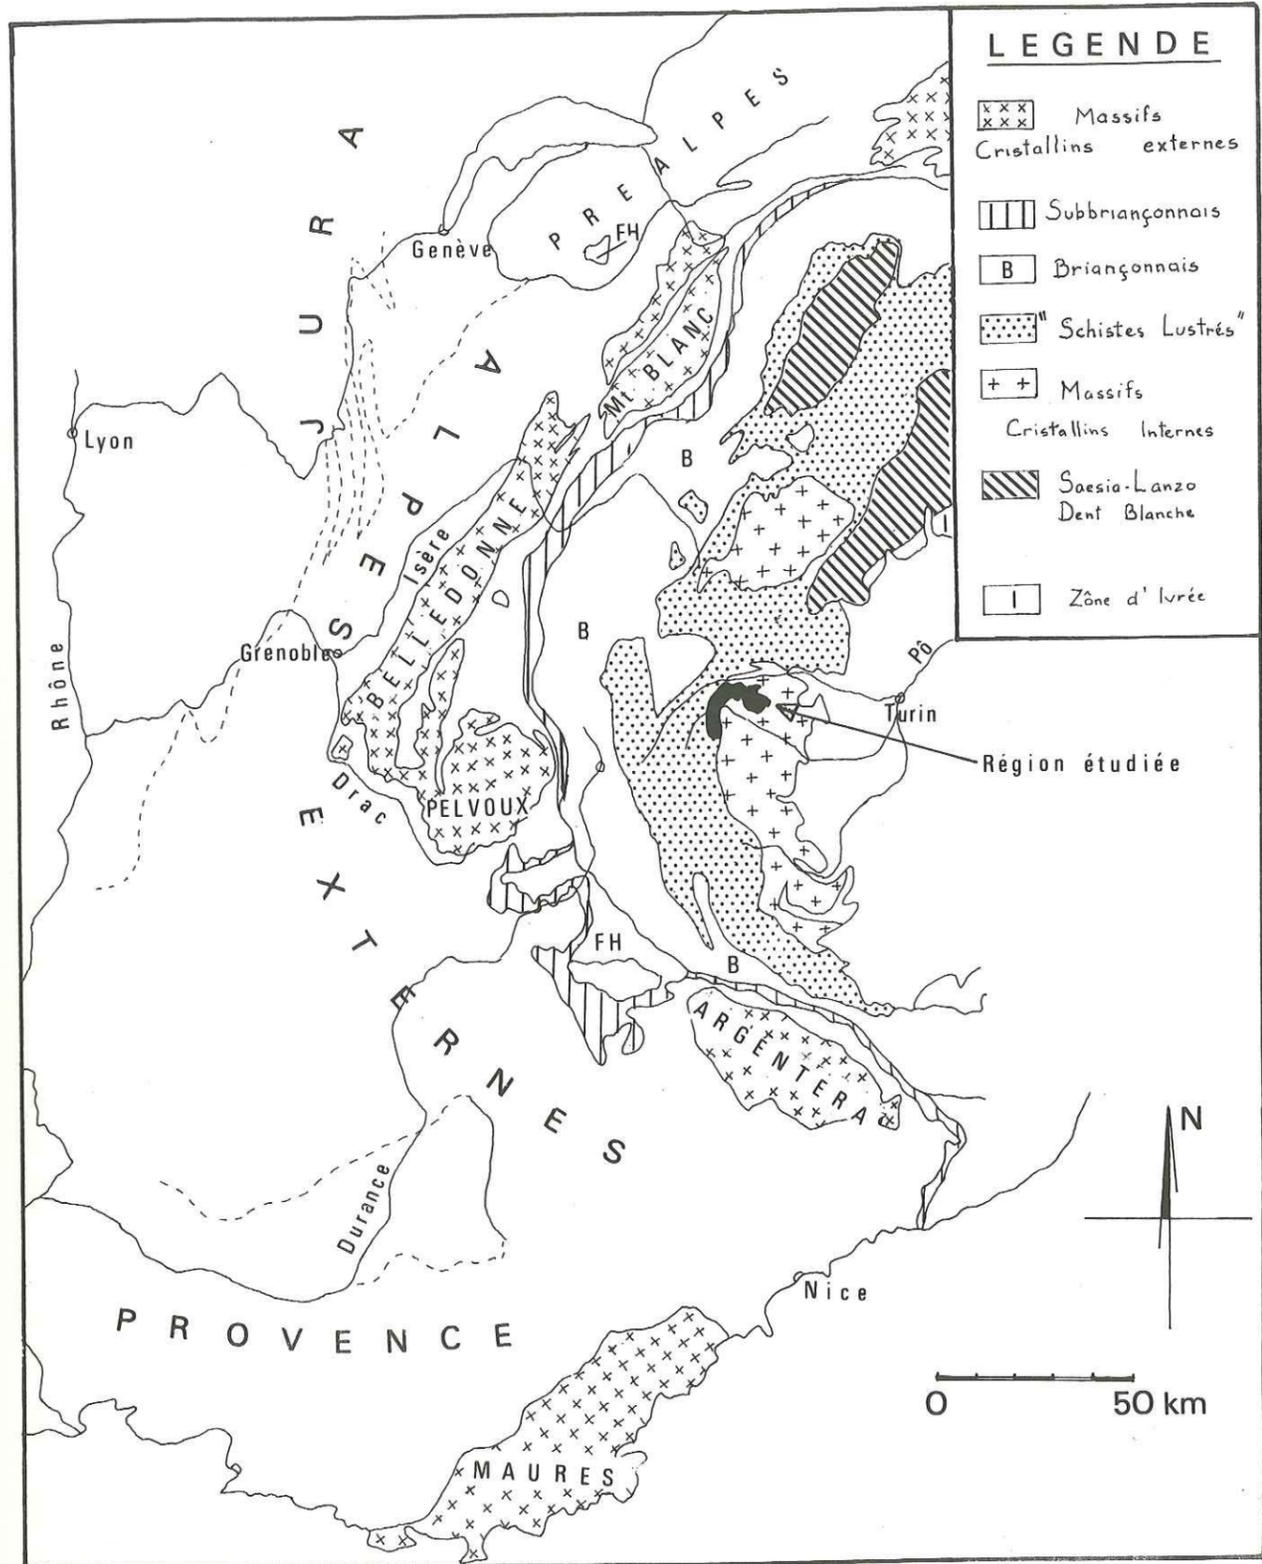 LEGENDE
Massifs
Cristallins externes
Subbriançonnais
B Briançonnais
"Schistes Lustrés"
Massifs
Cristallins Internes
Saesia-Lanzo
Dent Blanche
I Zône d'Ivrée
JURA
PREALPES
FH
Genève
Mt BLANC
ALPES EXTERNES
Lyon
B
Isère
BELLEDONNE
I
B
Rhône
Grenoble
Pô
Turin
Région étudiée
Drac
PELVOUX
FH
B
ARGENTERA
N
Durance
Nice
PROVENCE
0 50 km
MAURES